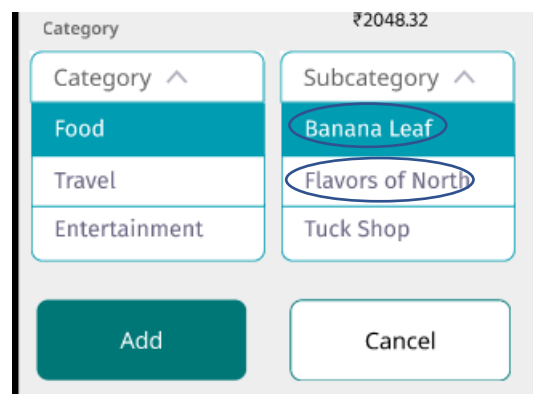 ₹2048.32
Category
Category
Subcategory
Food
Banana Leaf
Travel
Flavors of North
Entertainment
Tuck Shop
Add
Cancel